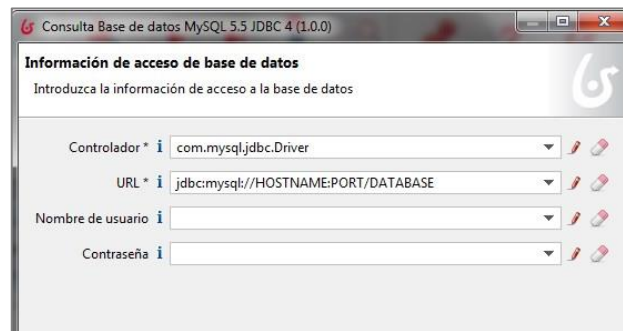 Consulta Base de datos MySQL 5.5 JDBC 4 (1.0.0)
Información de acceso de base de datos
Introduzca la información de acceso a la base de datos
Controlador * i com.mysql.jdbc.Driver
URL * i jdbc:mysql://HOSTNAME:PORT/DATABASE
Nombre de usuario i
Contraseña i